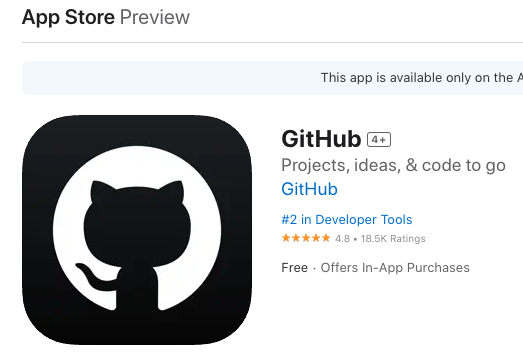 App Store Preview
This app is available only on the A
GitHub 4+
Projects, ideas, & code to go
GitHub
#2 in Developer Tools
★★★★★ 4.8 • 18.5K Ratings
Free · Offers In-App Purchases